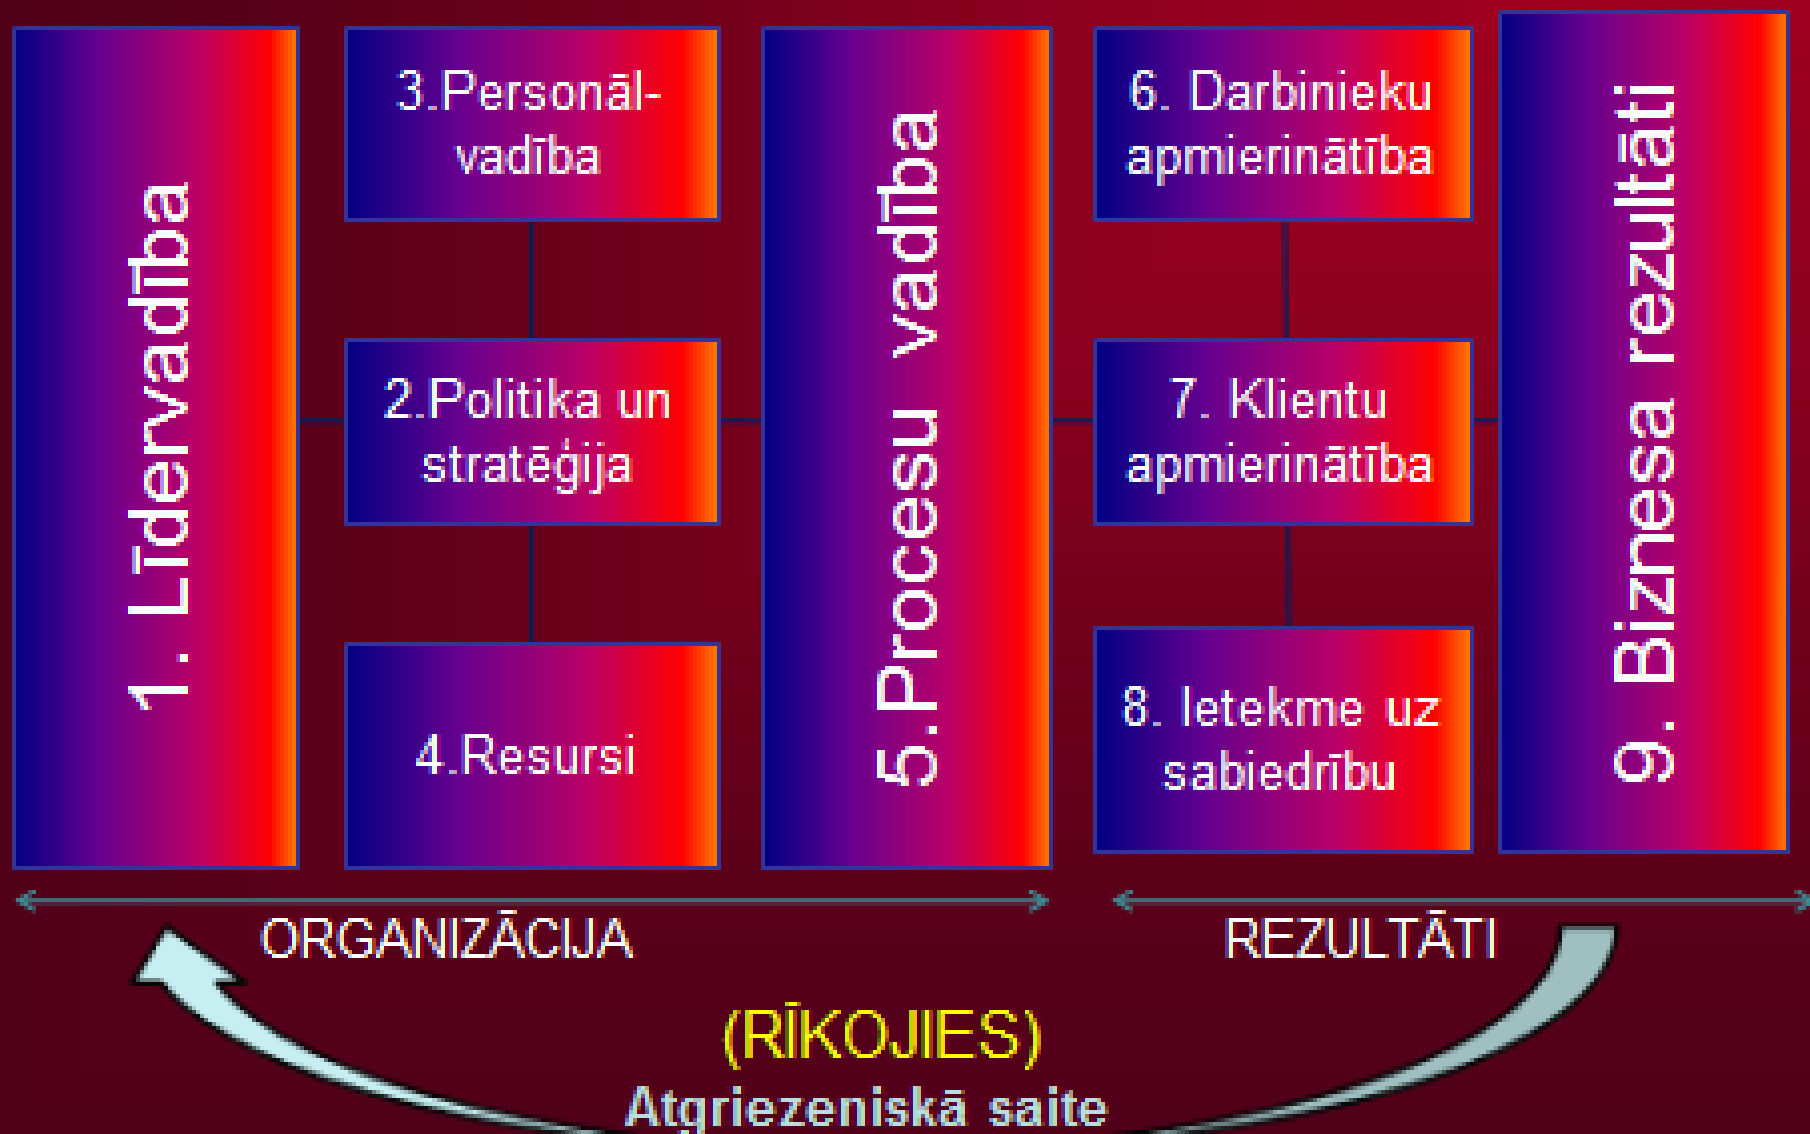 1. Līdervadība
3.Personāl-
vadība
2.Politika un
stratēģija
4.Resursi
5.Procesu vadība
6. Darbinieku
apmierinātība
7. Klientu
apmierinātība
8. Ietekme uz
sabiedrību
9. Biznesa rezultāti
ORGANIZĀCIJA
REZULTĀTI
(RĪKOJIES)
Atgriezeniskā saite